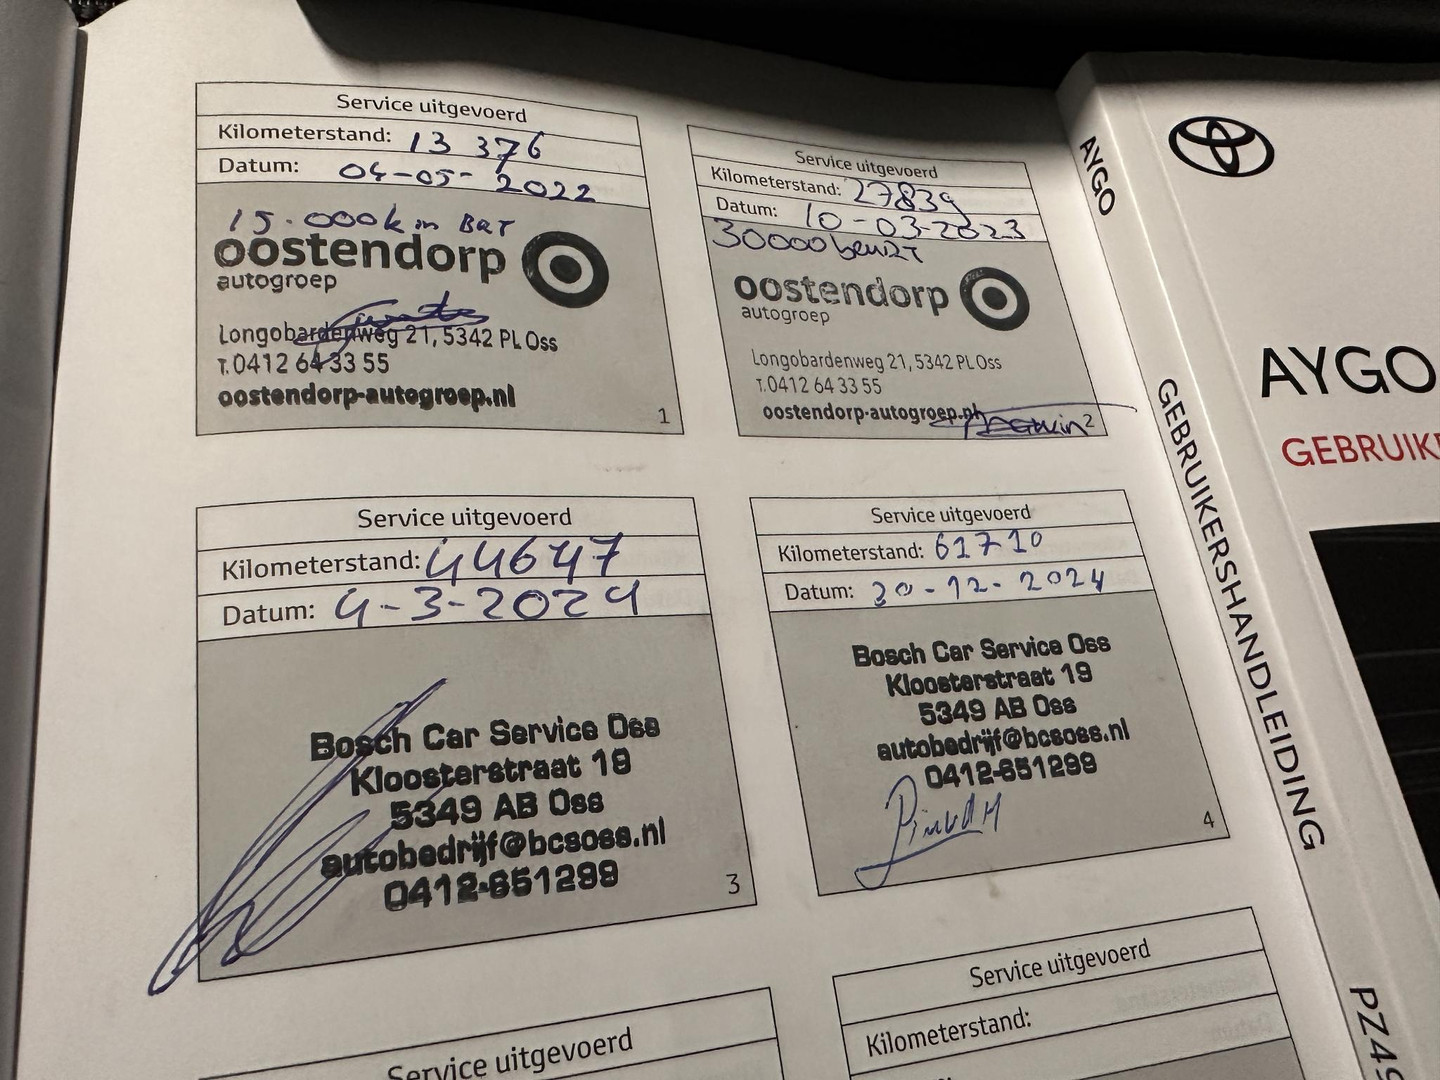 Service uitgevoerd
Kilometerstand: 13 376
Datum: 04-05-2022
15.000km BRT
oostendorp
autogroep
Longobardenweg 21, 5342 PL Oss
T.0412 64 33 55
oostendorp-autogroep.nl
1
Service uitgevoerd
Kilometerstand: 27839
Datum: 10-03-2023
30000 beurt
oostendorp
autogroep
Longobardenweg 21, 5342 PL Oss
T.0412 64 33 55
oostendorp-autogroep.nl
2
Service uitgevoerd
Kilometerstand: 44647
Datum: 4-3-2024
Bosch Car Service Oss
Kloosterstraat 19
5349 AB Oss
autobedrijf@bcsoss.nl
0412-651299
3
Service uitgevoerd
Kilometerstand: 61710
Datum: 30-12-2024
Bosch Car Service Oss
Kloosterstraat 19
5349 AB Oss
autobedrijf@bcsoss.nl
0412-651299
4
Service uitgevoerd
Service uitgevoerd
Kilometerstand:
AYGO
GEBRUIKERSHANDLEIDING
PZ49
AYGO
GEBRUIK